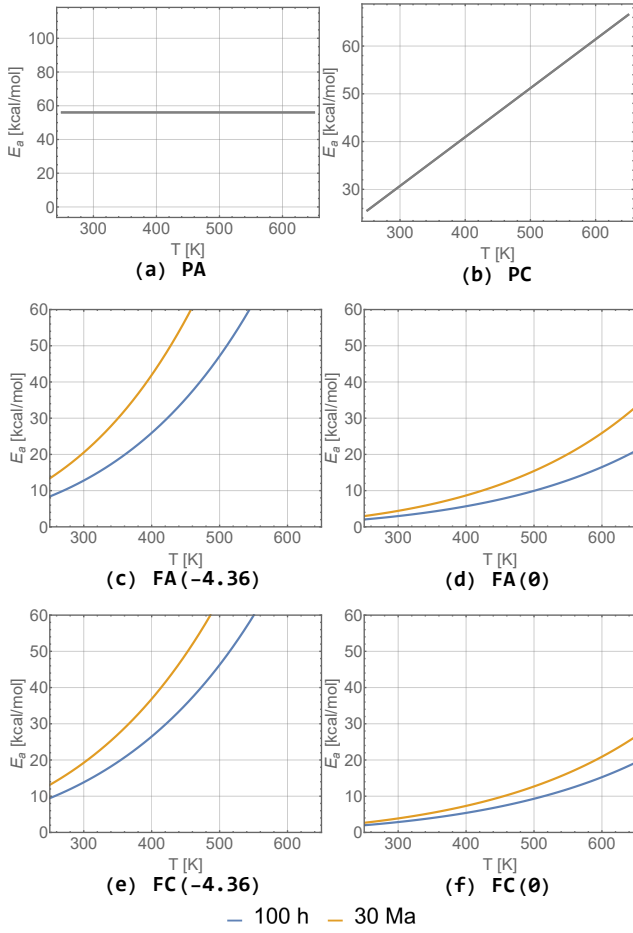 100
80
60
40
20
0
E_a [kcal/mol]
300 400 500 600
T [K]
(a) PA
60
50
40
30
E_a [kcal/mol]
300 400 500 600
T [K]
(b) PC
60
50
40
30
20
10
0
E_a [kcal/mol]
300 400 500 600
T [K]
(c) FA(-4.36)
60
50
40
30
20
10
0
E_a [kcal/mol]
300 400 500 600
T [K]
(d) FA(0)
60
50
40
30
20
10
0
E_a [kcal/mol]
300 400 500 600
T [K]
(e) FC(-4.36)
60
50
40
30
20
10
0
E_a [kcal/mol]
300 400 500 600
T [K]
(f) FC(0)
100 h 30 Ma